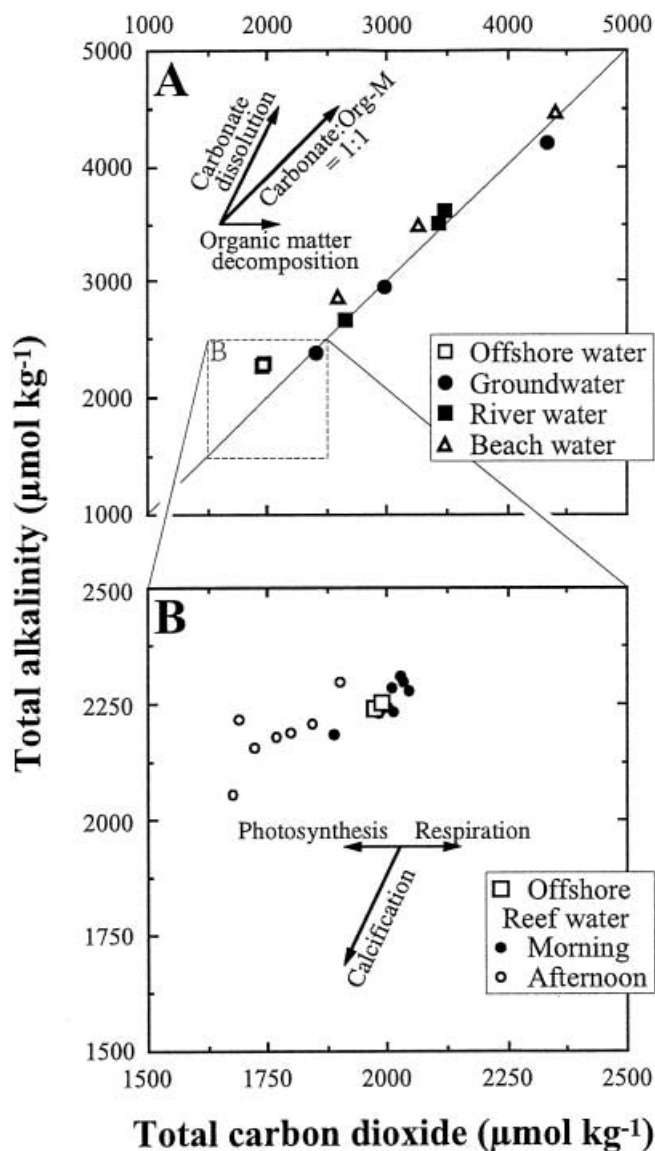 1000 2000 3000 4000 5000
5000
4000
3000
2000
1000
A
Carbonate
dissolution
Carbonate:Org-M
= 1:1
Organic matter
decomposition
B
Offshore water
Groundwater
River water
Beach water
Total alkalinity (µmol kg-1)
2500
2250
2000
1750
1500
B
Photosynthesis
Respiration
Calcification
Offshore
Reef water
Morning
Afternoon
1500 1750 2000 2250 2500
Total carbon dioxide (µmol kg-1)